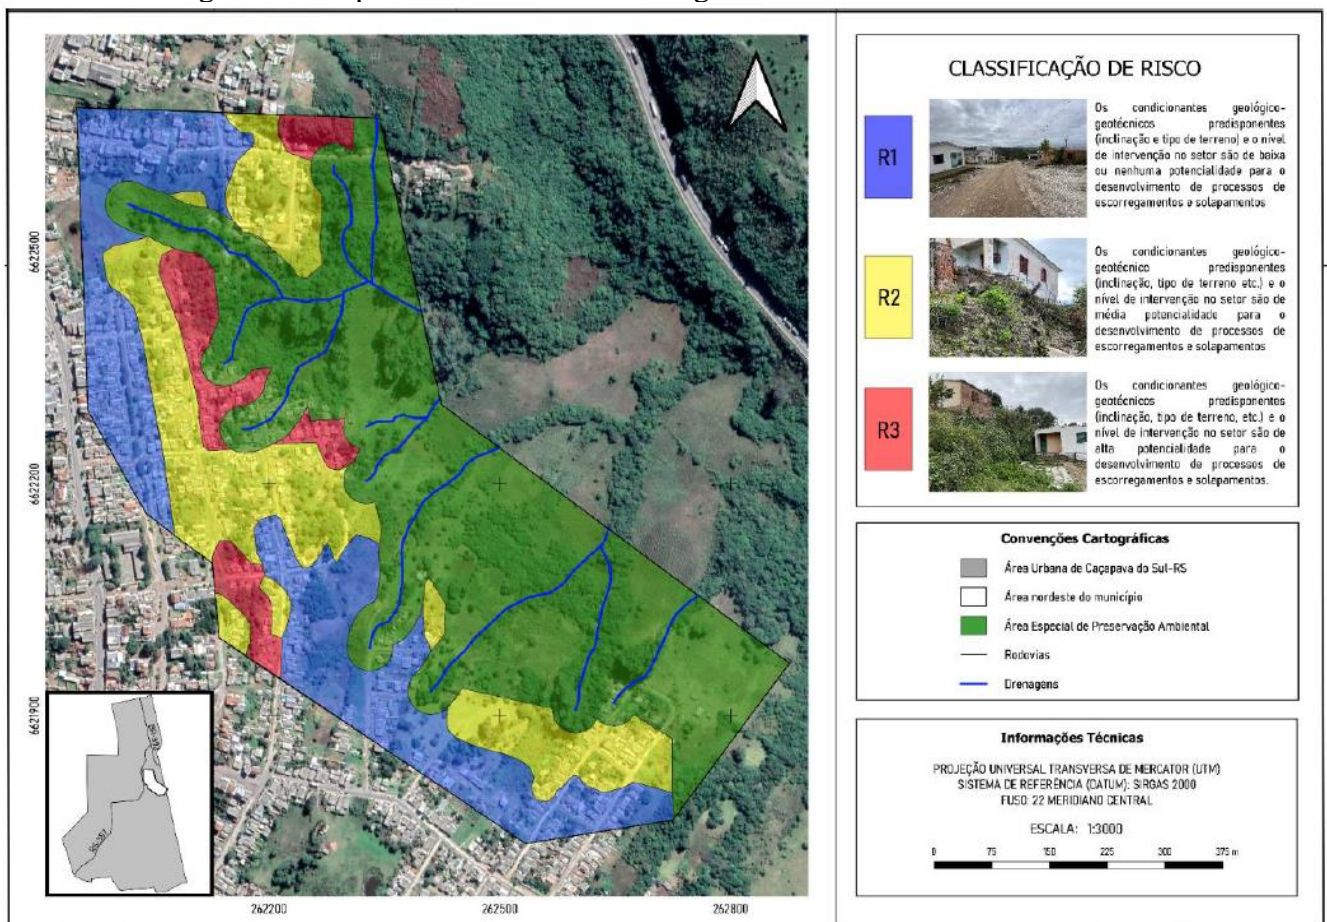 CLASSIFICAÇÃO DE RISCO
R1
Os condicionantes geológico-
geotécnicos predisponentes
(inclinação e tipo de terreno) e o nível
de intervenção no setor são de baixa
ou nenhuma potencialidade para o
desenvolvimento de processos de
escorregamentos e solapamentos
R2
Os condicionantes geológico-
geotécnico predisponentes
(inclinação, tipo de terreno etc.) e o
nível de intervenção no setor são de
média potencialidade para o
desenvolvimento de processos de
escorregamentos e solapamentos
R3
Os condicionantes geológico-
geotécnicos predisponentes
(inclinação, tipo de terreno, etc.) e o
nível de intervenção no setor são de
alta potencialidade para o
desenvolvimento de processos de
escorregamentos e solapamentos.
Convenções Cartográficas
Área Urbana de Caçapava do Sul-RS
Área nordeste do município
Área Especial de Preservação Ambiental
Rodovias
Drenagens
Informações Técnicas
PROJEÇÃO UNIVERSAL TRANSVERSA DE MERCATOR (UTM)
SISTEMA DE REFERÊNCIA (DATUM): SIRGAS 2000
FUSO: 22 MERIDIANO CENTRAL
ESCALA: 1:3000
0 75 150 225 300 375 m
6622500
6622200
6621900
262200 262500 262800
RS-357